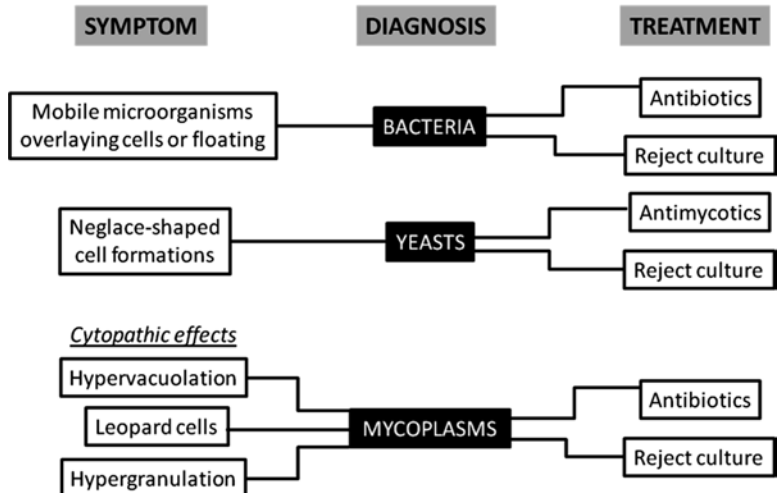 SYMPTOM
DIAGNOSIS
TREATMENT
Mobile microorganisms
overlaying cells or floating
BACTERIA
Antibiotics
Reject culture
Neglace-shaped
cell formations
YEASTS
Antimycotics
Reject culture
Cytopathic effects
Hypervacuolation
Leopard cells
Hypergranulation
MYCOPLASMS
Antibiotics
Reject culture